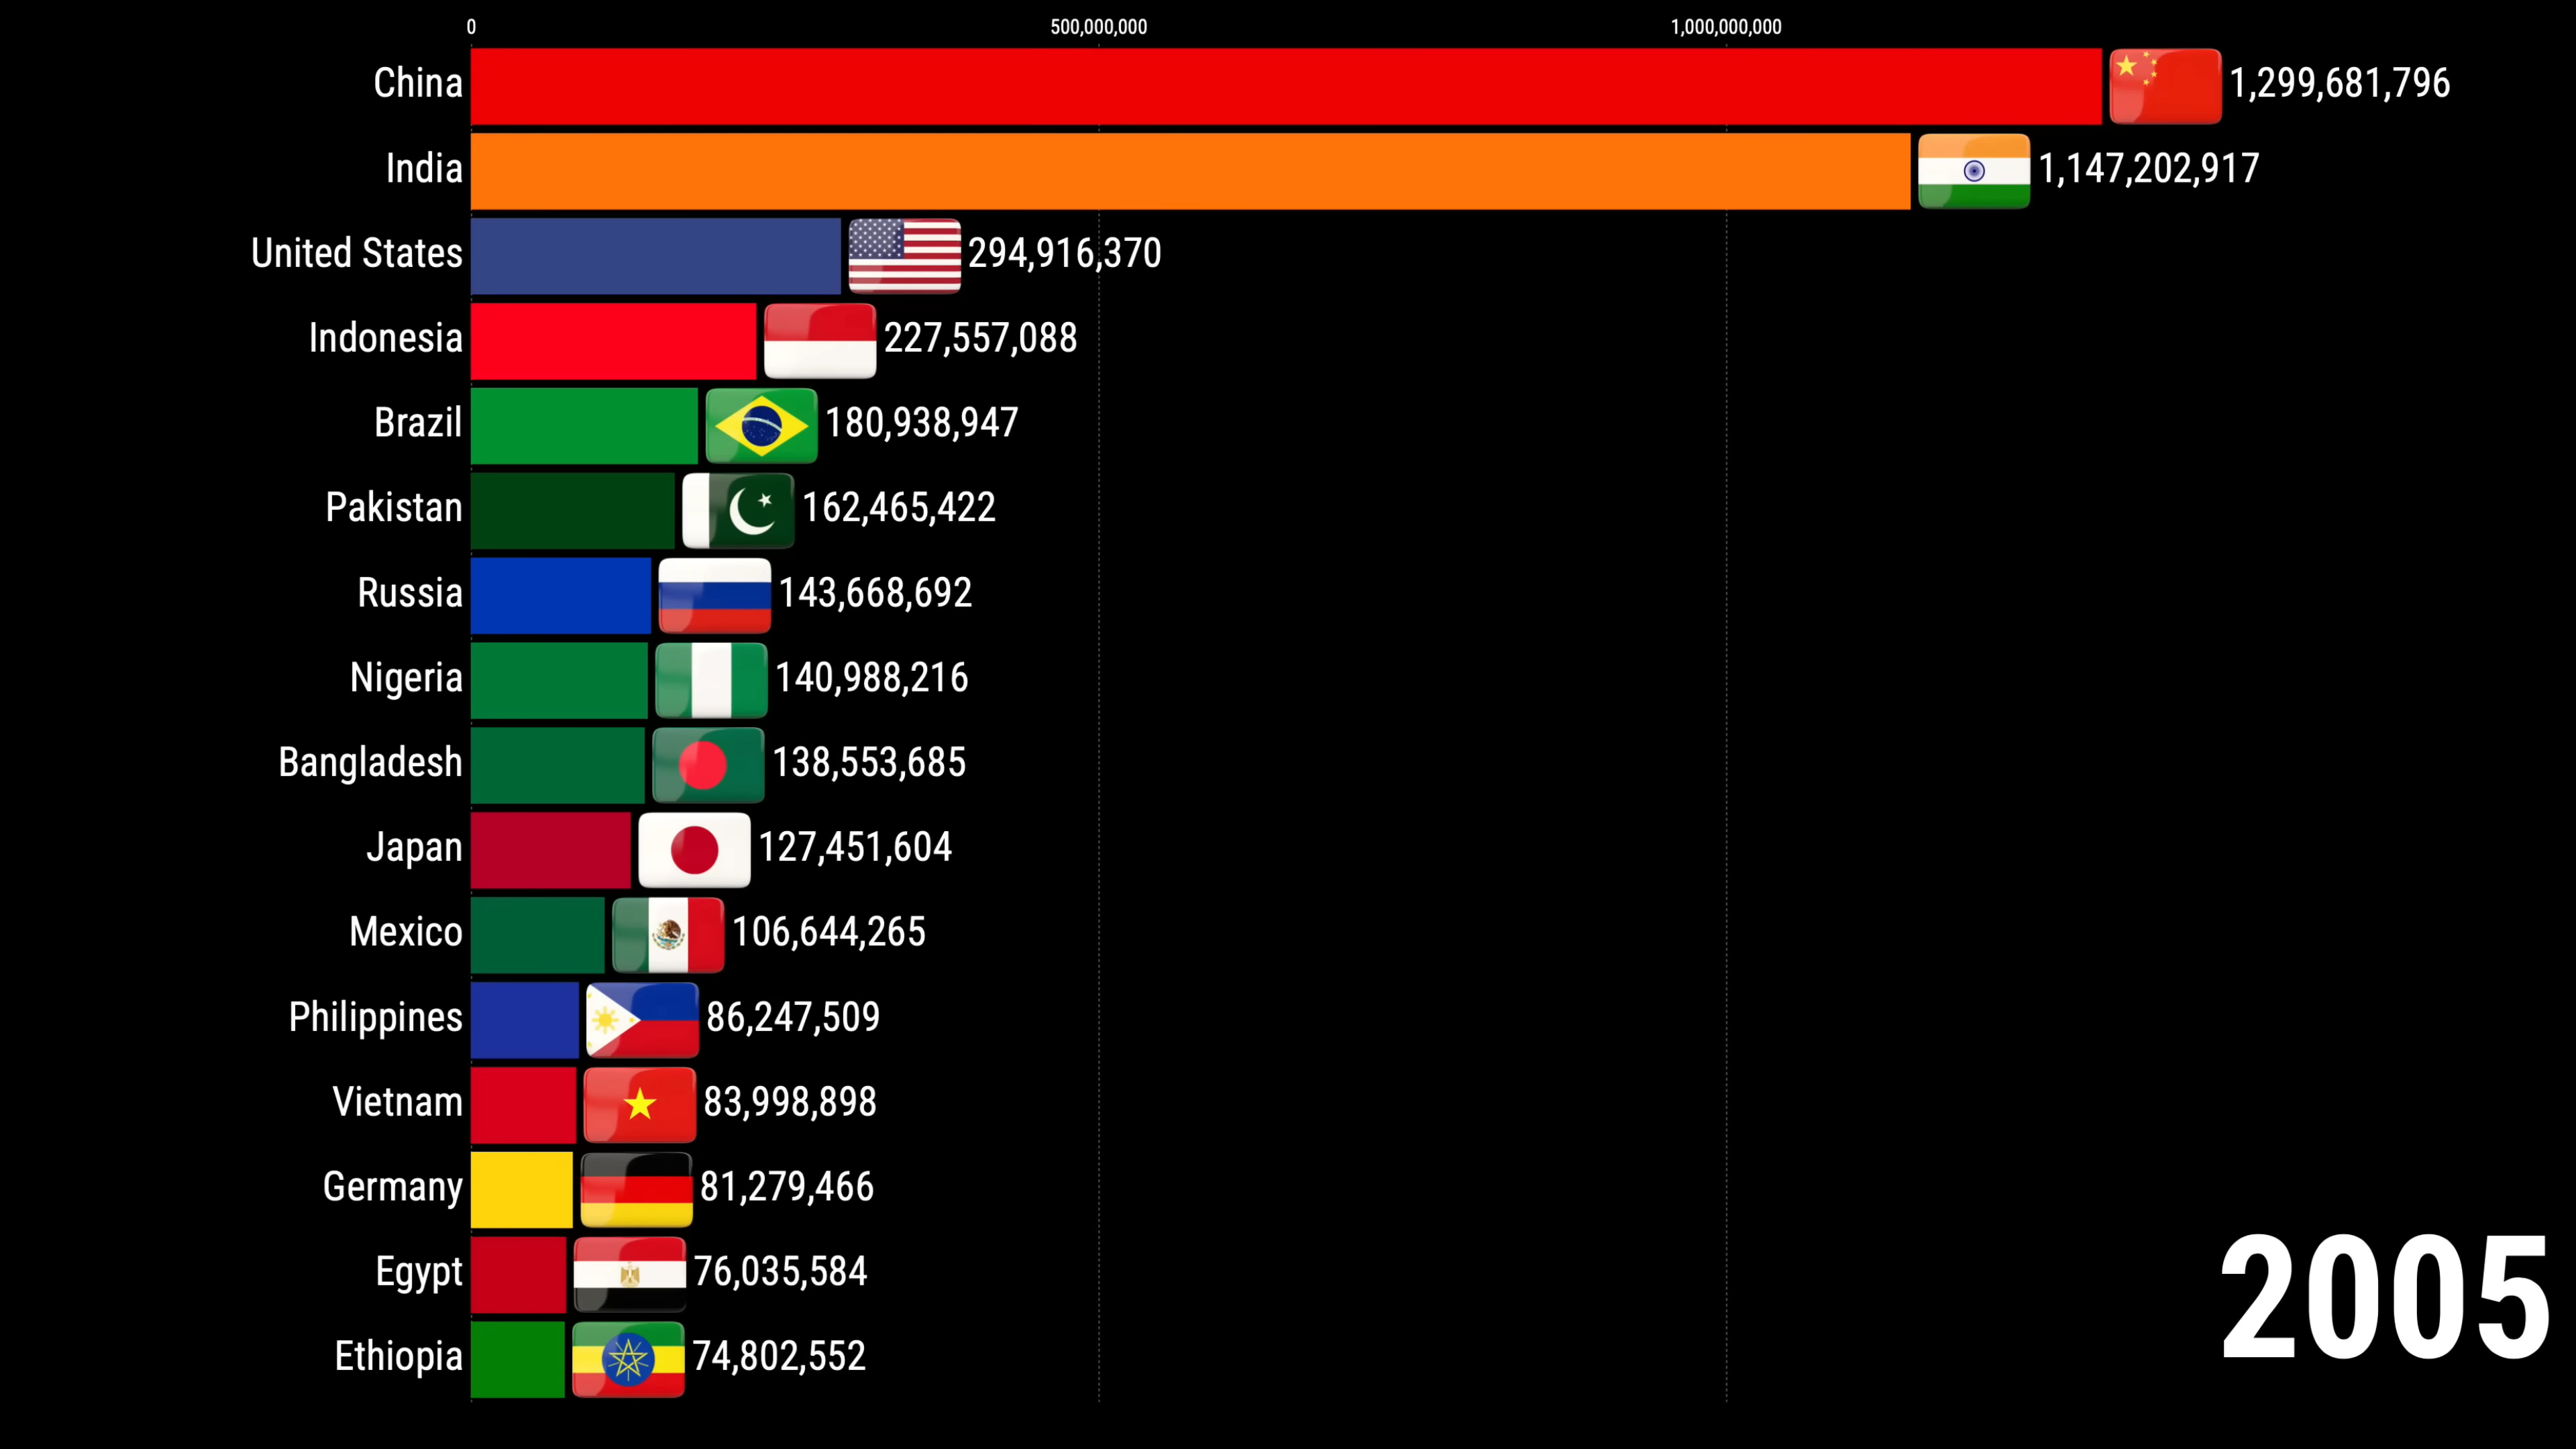 0 500,000,000 1,000,000,000
China 1,299,681,796
India 1,147,202,917
United States 294,916,370
Indonesia 227,557,088
Brazil 180,938,947
Pakistan 162,465,422
Russia 143,668,692
Nigeria 140,988,216
Bangladesh 138,553,685
Japan 127,451,604
Mexico 106,644,265
Philippines 86,247,509
Vietnam 83,998,898
Germany 81,279,466
Egypt 76,035,584
Ethiopia 74,802,552
2005